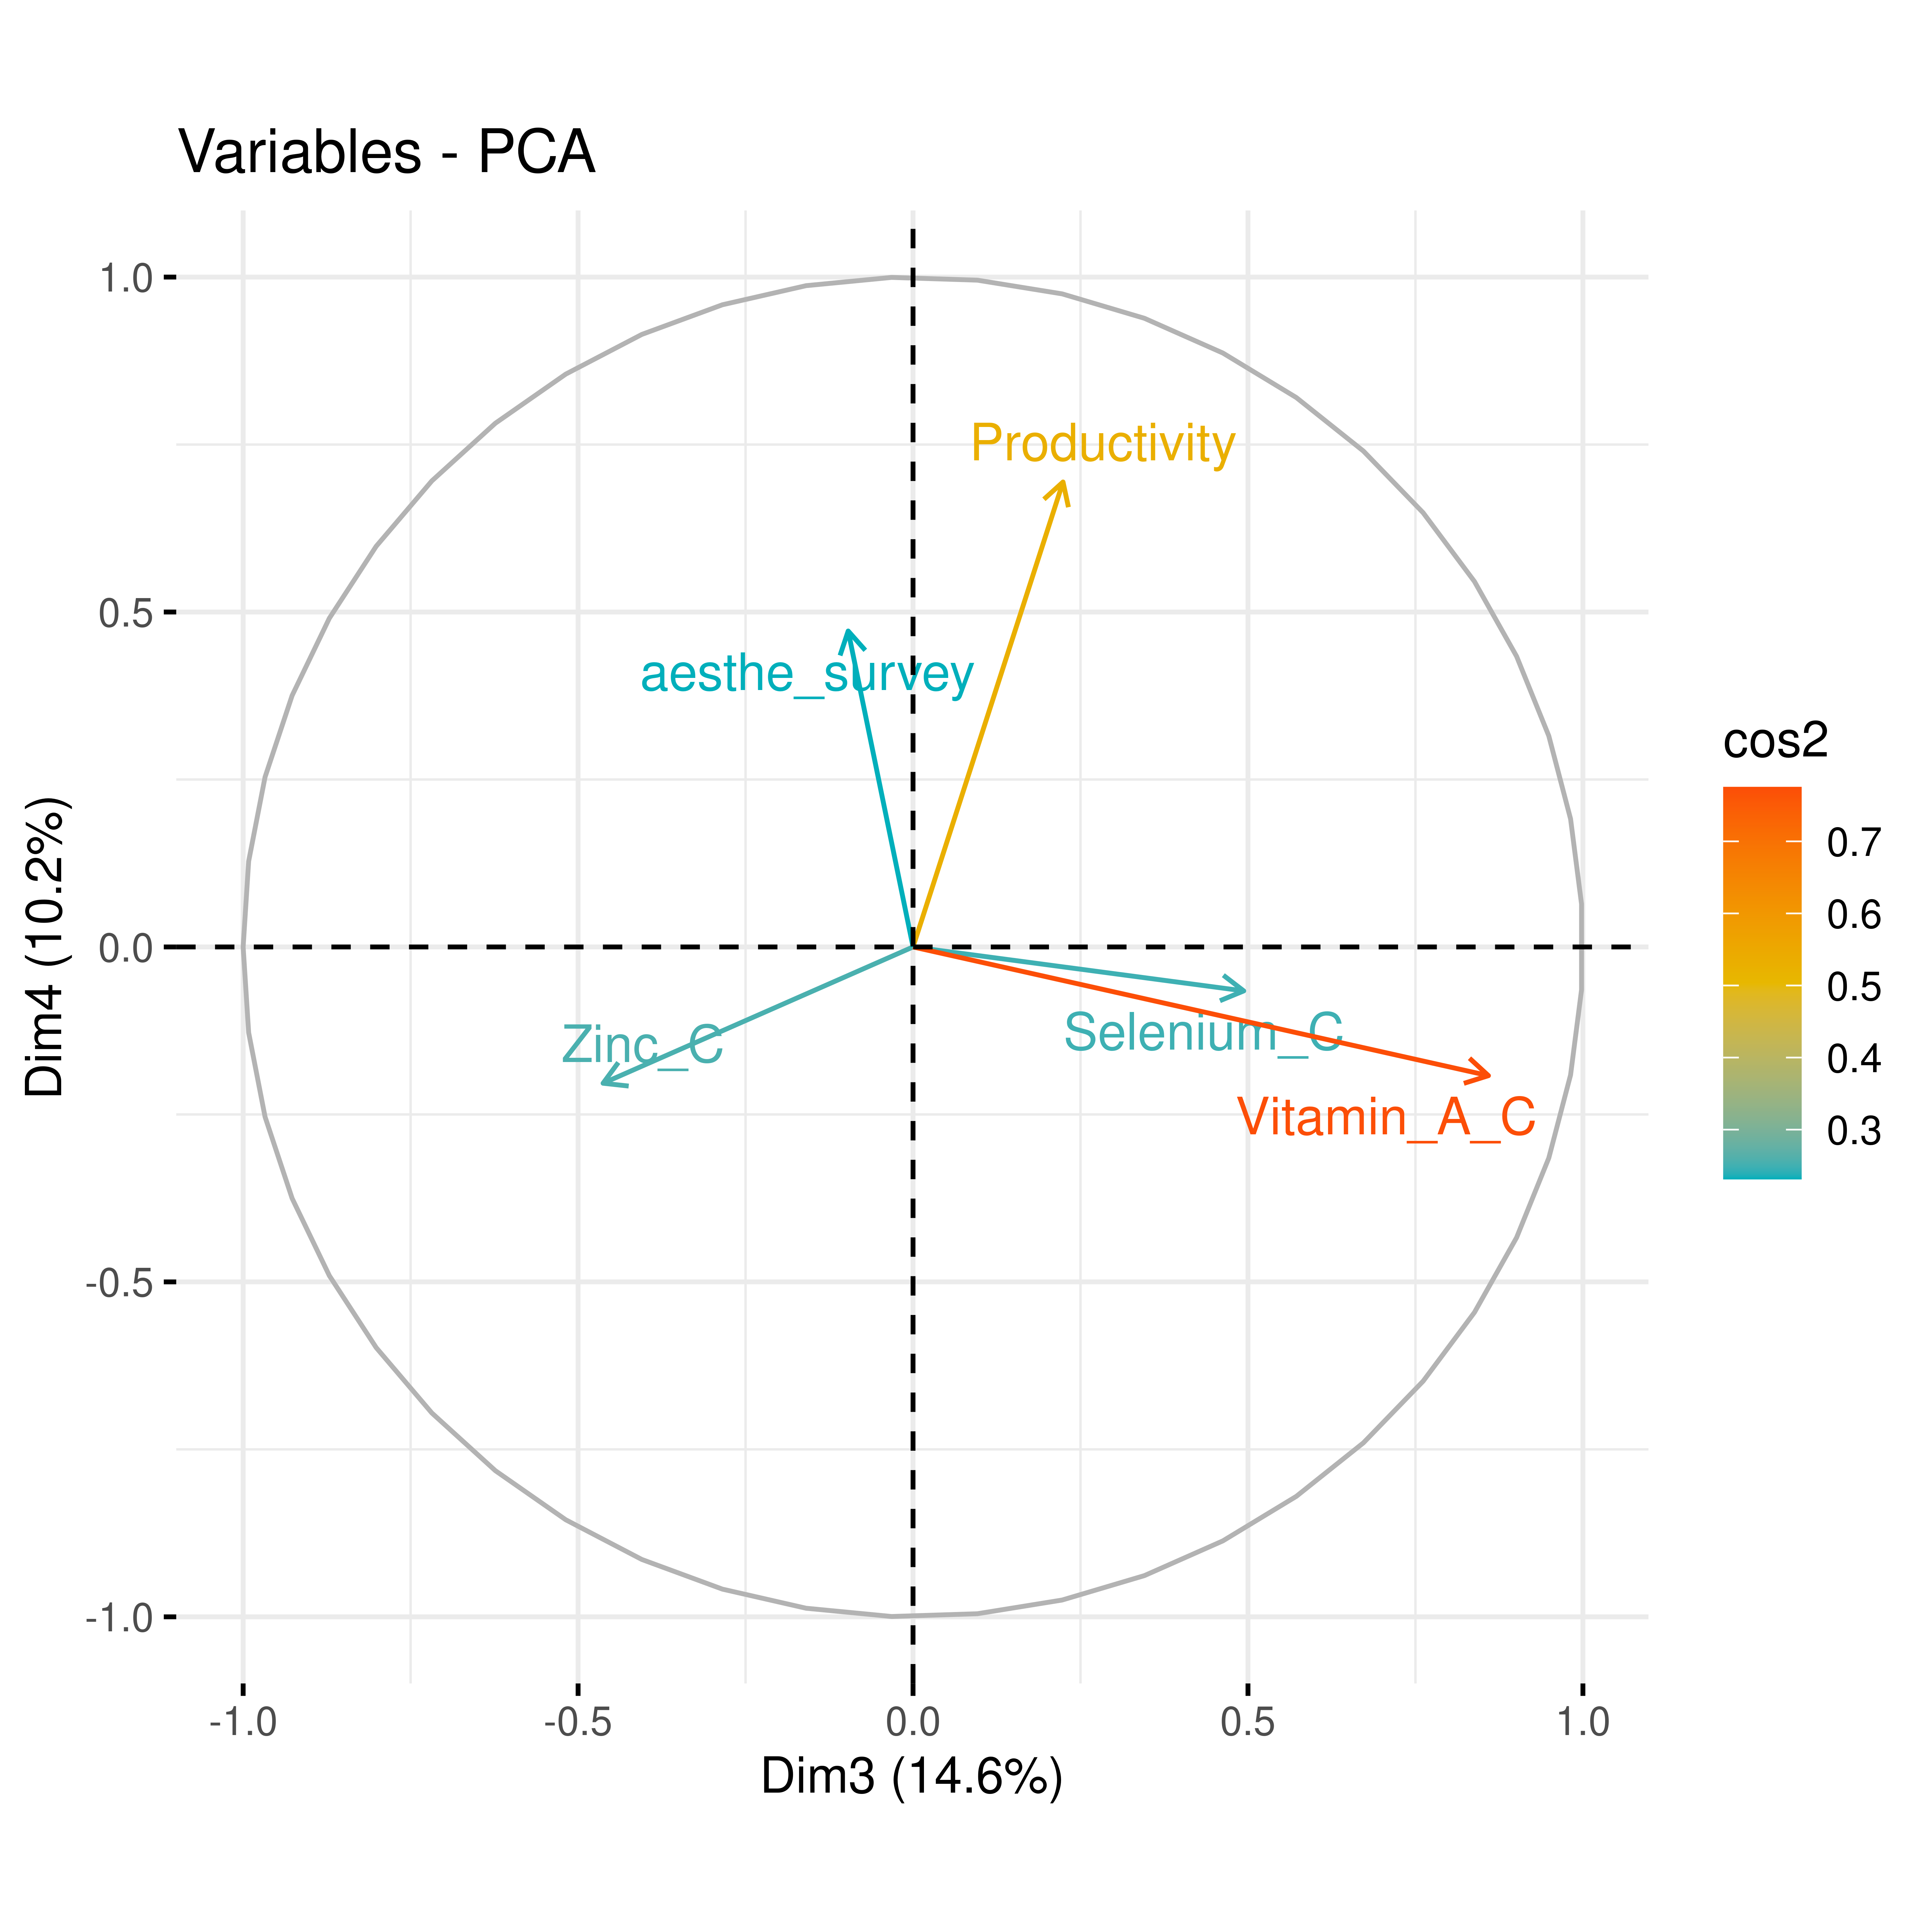 Variables - PCA
1.0
0.5
0.0
-0.5
-1.0
Dim4 (10.2%)
Productivity
aesthe_survey
Zinc_C
Selenium_C
Vitamin_A_C
-1.0 -0.5 0.0 0.5 1.0
Dim3 (14.6%)
cos2
0.7
0.6
0.5
0.4
0.3